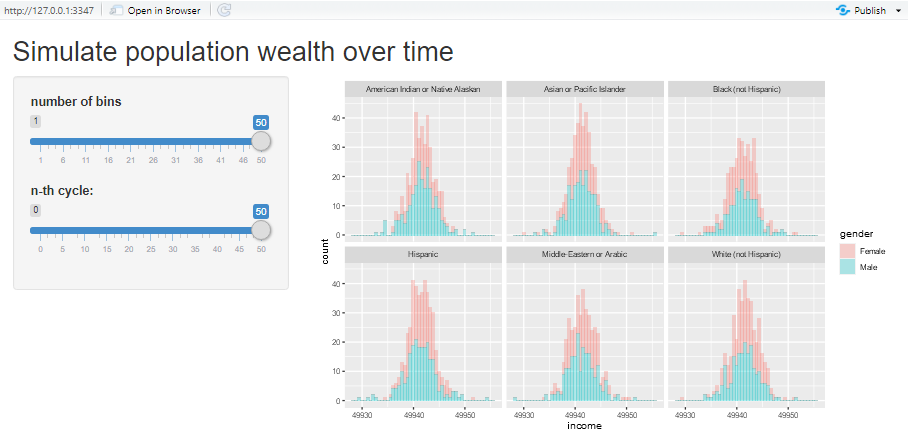 http://127.0.0.1:3347 Open in Browser Publish
Simulate population wealth over time
number of bins
1 50
1 6 11 16 21 26 31 36 41 46 50
n-th cycle:
0 50
0 5 10 15 20 25 30 35 40 45 50
American Indian or Native Alaskan Asian or Pacific Islander Black (not Hispanic)
40
30
20
10
0
count
Hispanic Middle-Eastern or Arabic White (not Hispanic)
40
30
20
10
0
49930 49940 49950 49930 49940 49950 49930 49940 49950
income
gender
Female
Male